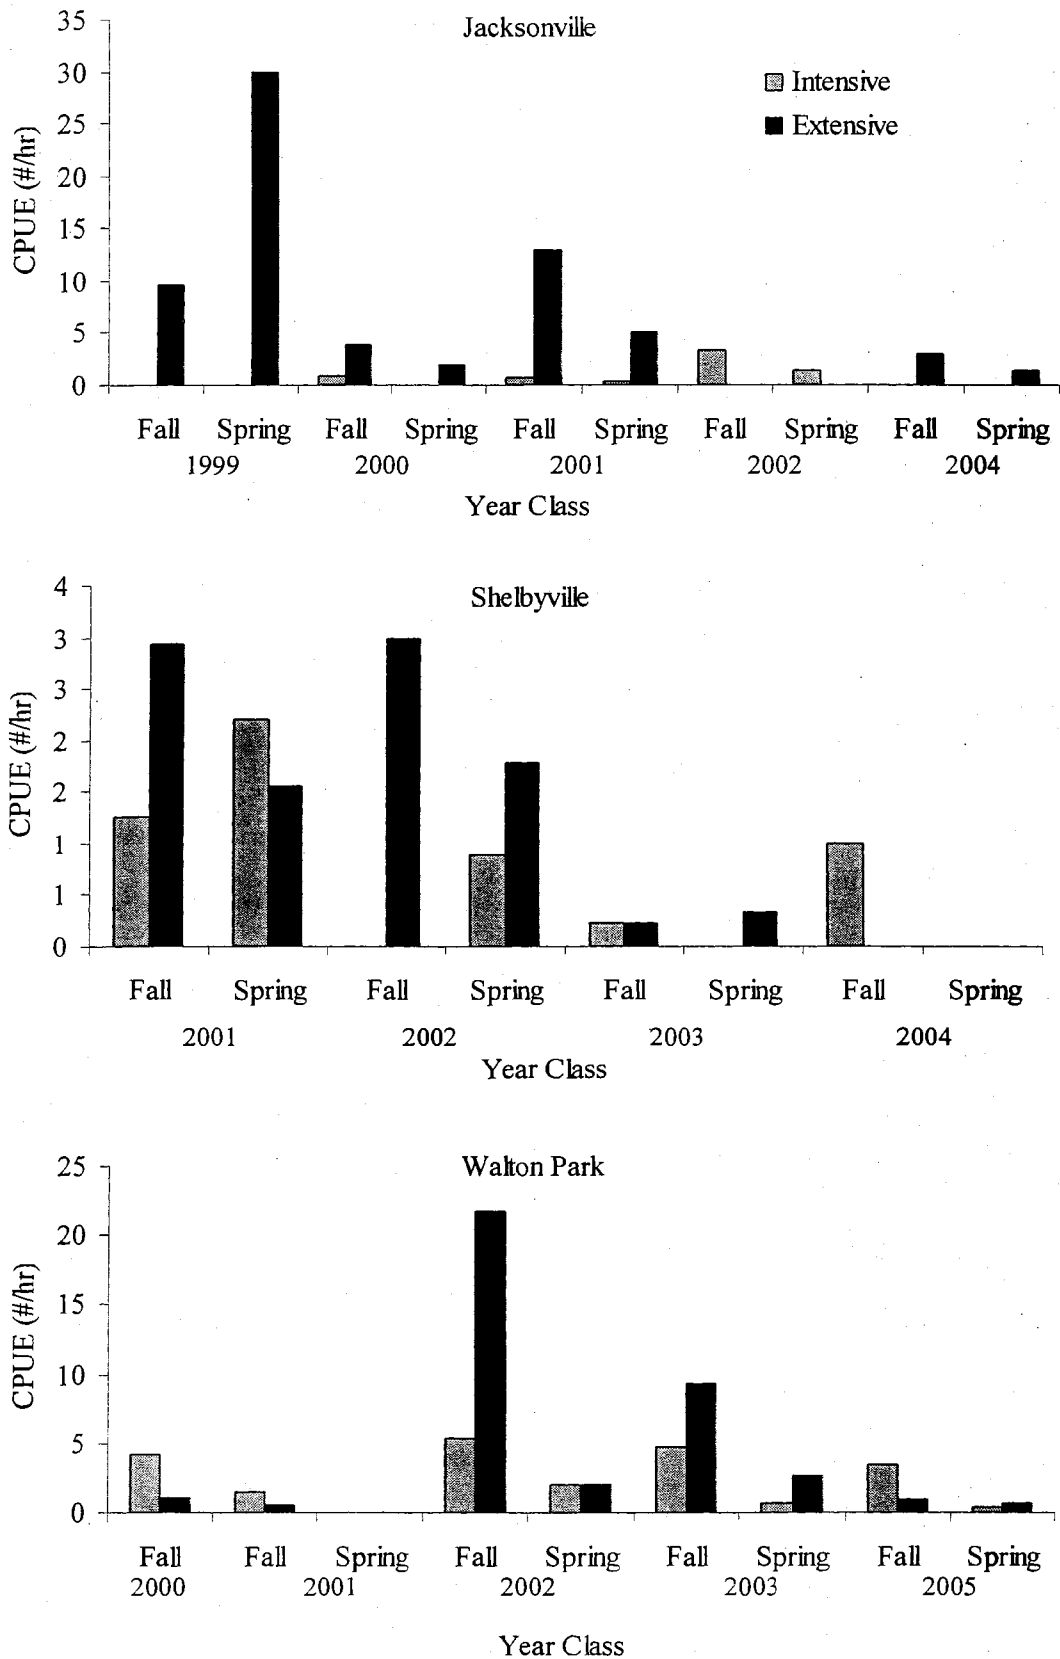 Jacksonville
35
30
25
20
15
10
5
0
CPUE (#/hr)
Intensive
Extensive
Fall Spring Fall Spring Fall Spring Fall Spring Fall Spring
1999 2000 2001 2002 2004
Year Class
Shelbyville
4
3
3
2
2
1
1
0
CPUE (#/hr)
Fall Spring Fall Spring Fall Spring Fall Spring
2001 2002 2003 2004
Year Class
Walton Park
25
20
15
10
5
0
CPUE (#/hr)
Fall Fall Spring Fall Spring Fall Spring Fall Spring
2000 2001 2002 2003 2005
Year Class